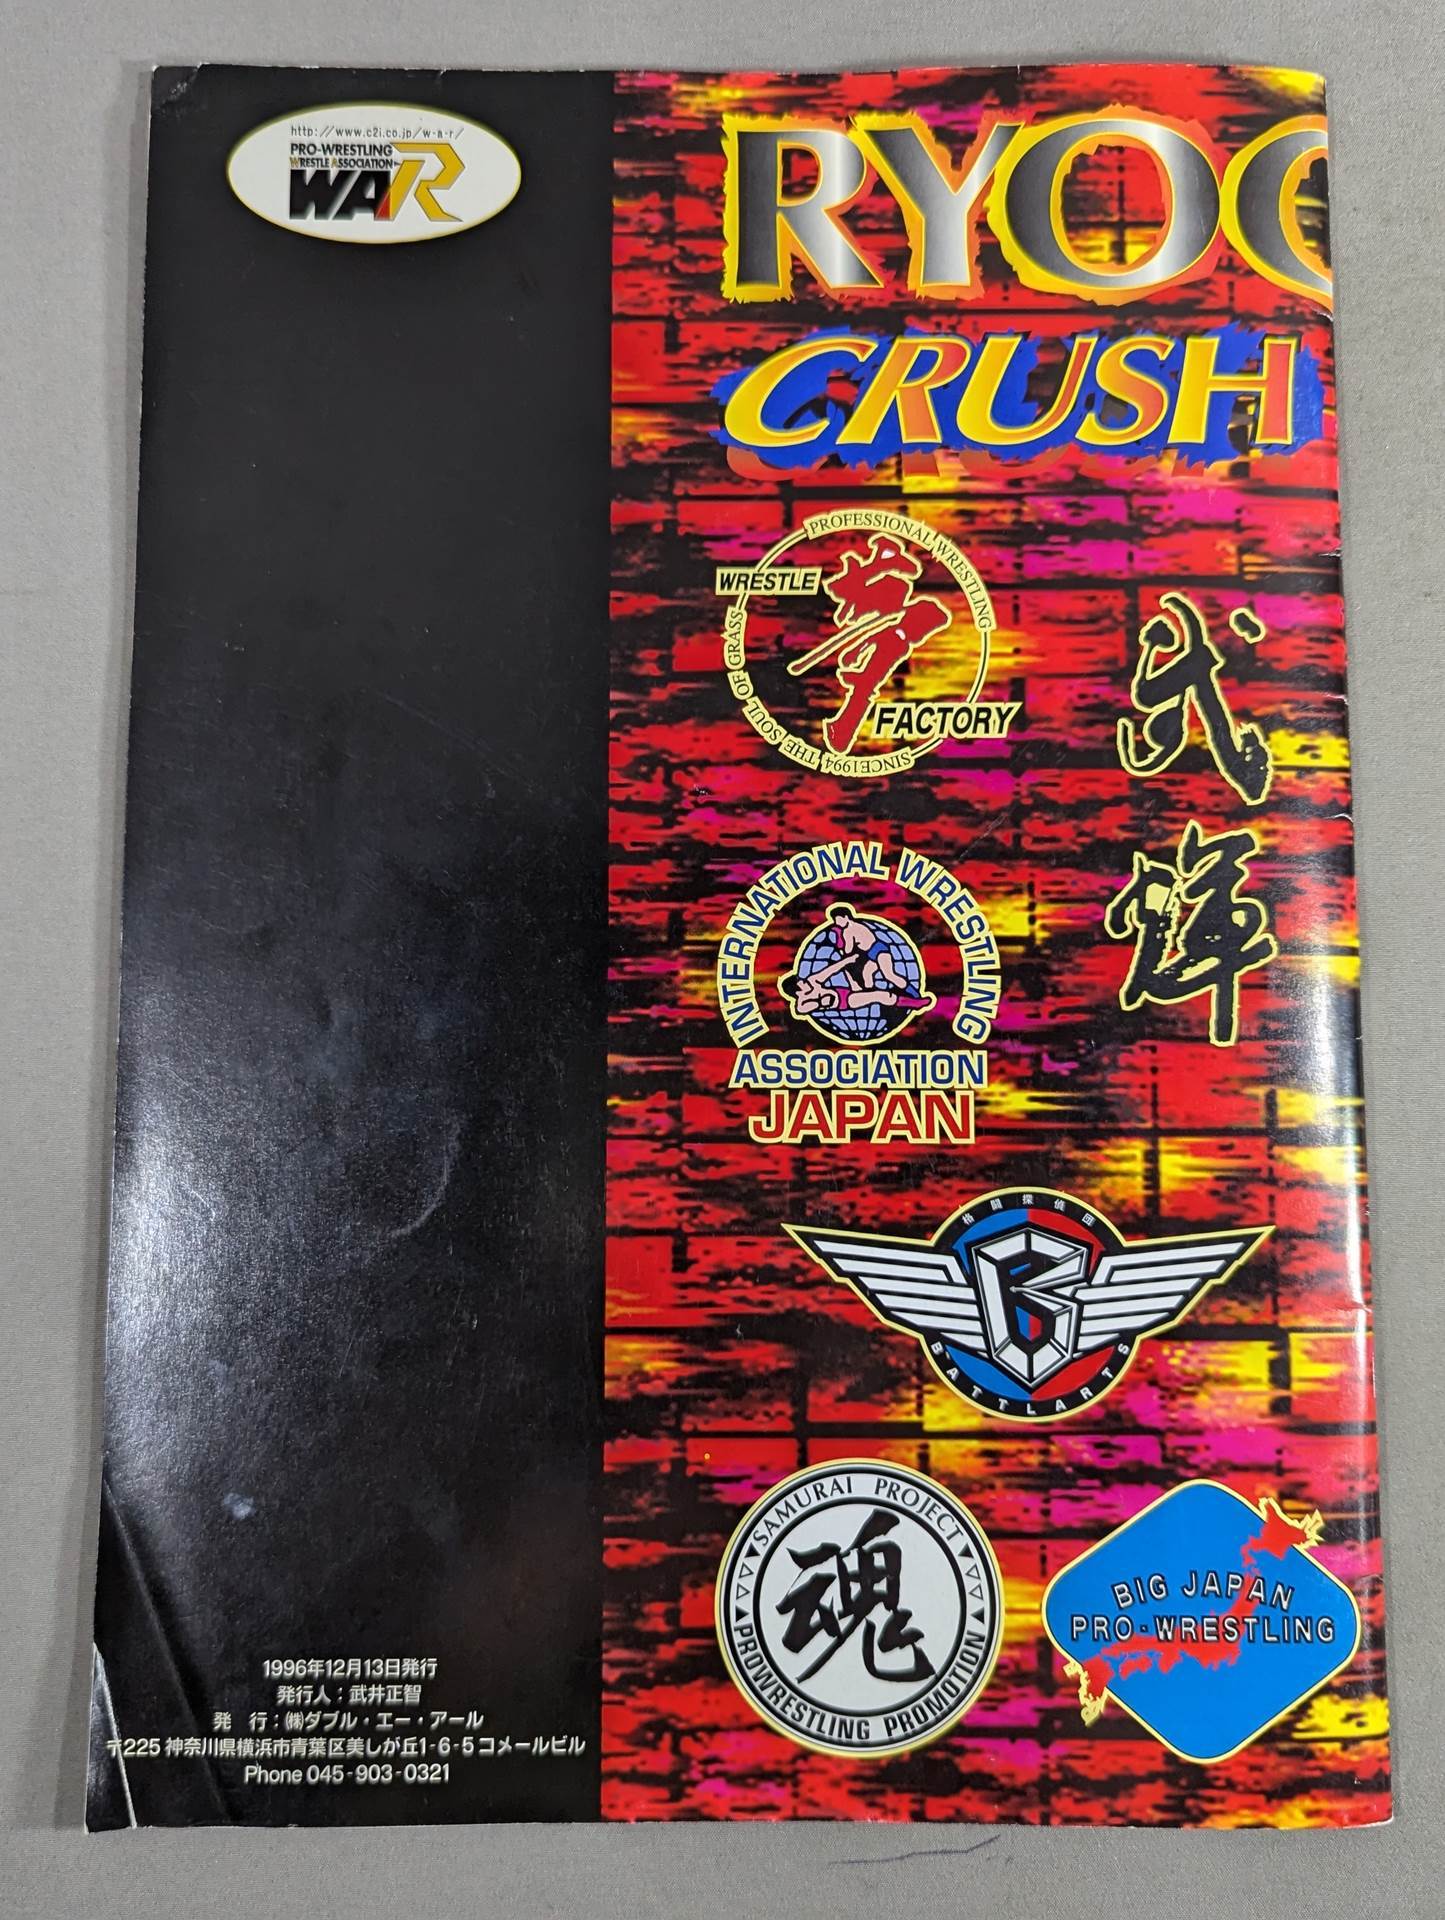 http://www.c2i.co.jp/w-a-r/
PRO-WRESTLING
WRESTLE ASSOCIATION
WAR
RYO
CRUSH
PROFESSIONAL WRESTLING
WRESTLE
夢
FACTORY
SINCE1994 THE SOUL OF GRASS
武輝
INTERNATIONAL WRESTLING
ASSOCIATION
JAPAN
格闘探偵団
B
BATTLARTS
SAMURAI PROJECT
魂
PROWRESTLING PROMOTION
BIG JAPAN
PRO-WRESTLING
1996年12月13日発行
発行人:武井正智
発 行:㈱ダブル・エー・アール
〒225 神奈川県横浜市青葉区美しが丘1-6-5コメールビル
Phone 045-903-0321